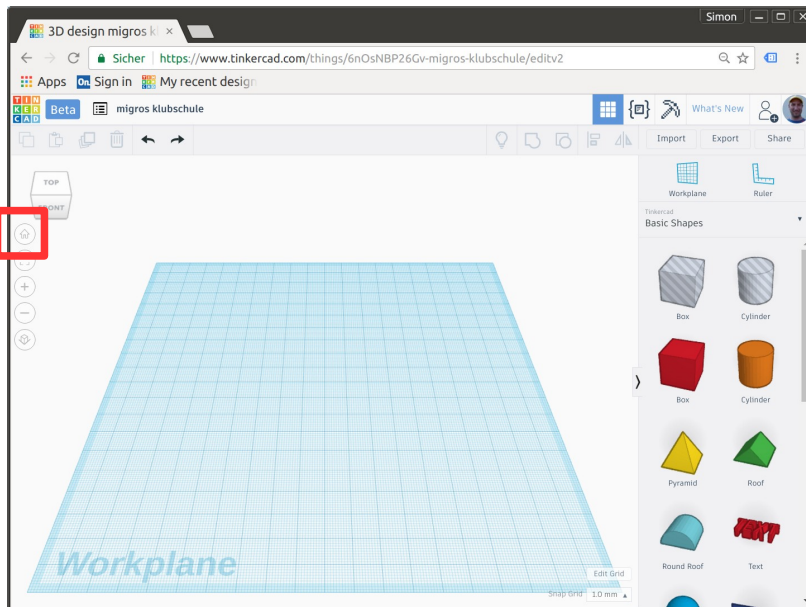 Simon
3D design migros kl
Sicher https://www.tinkercad.com/things/6nOsNBP26Gv-migros-klubschule/editv2
Apps On. Sign in My recent design
TIN
KER
CAD
Beta migros klubschule What's New
Import Export Share
TOP
FRONT
Workplane Ruler
Tinkercad
Basic Shapes
Box Cylinder
Box Cylinder
Pyramid Roof
TEXT
Round Roof Text
Workplane
Edit Grid
Snap Grid 1.0 mm